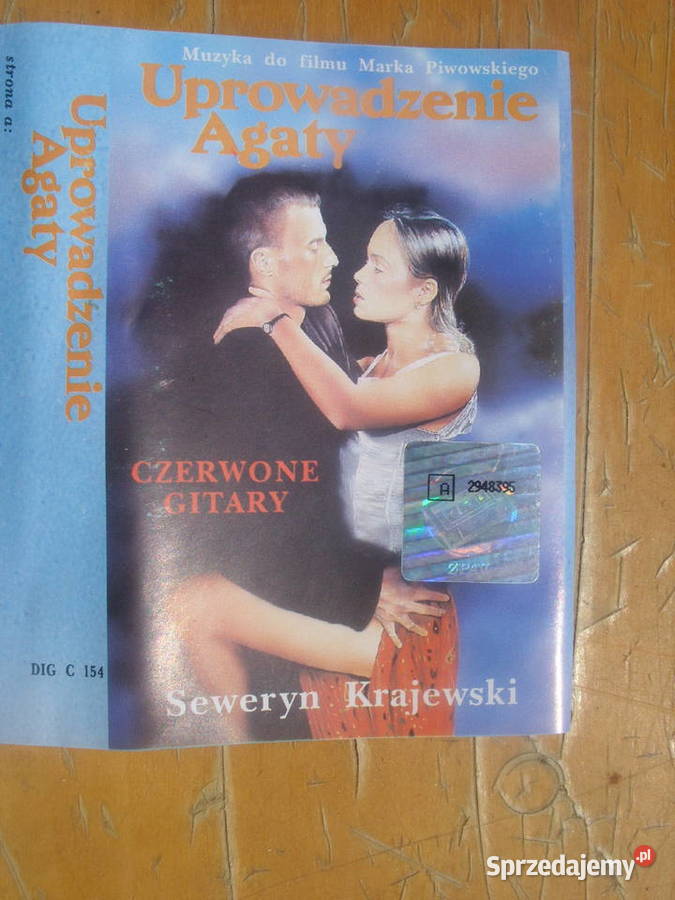 strona a:
Uprowadzenie
Agaty
DIG C 154
Muzyka do filmu Marka Piwowskiego
Uprowadzenie
Agaty
CZERWONE
GITARY
A 2948395
Seweryn Krajewski
Sprzedajemy.pl